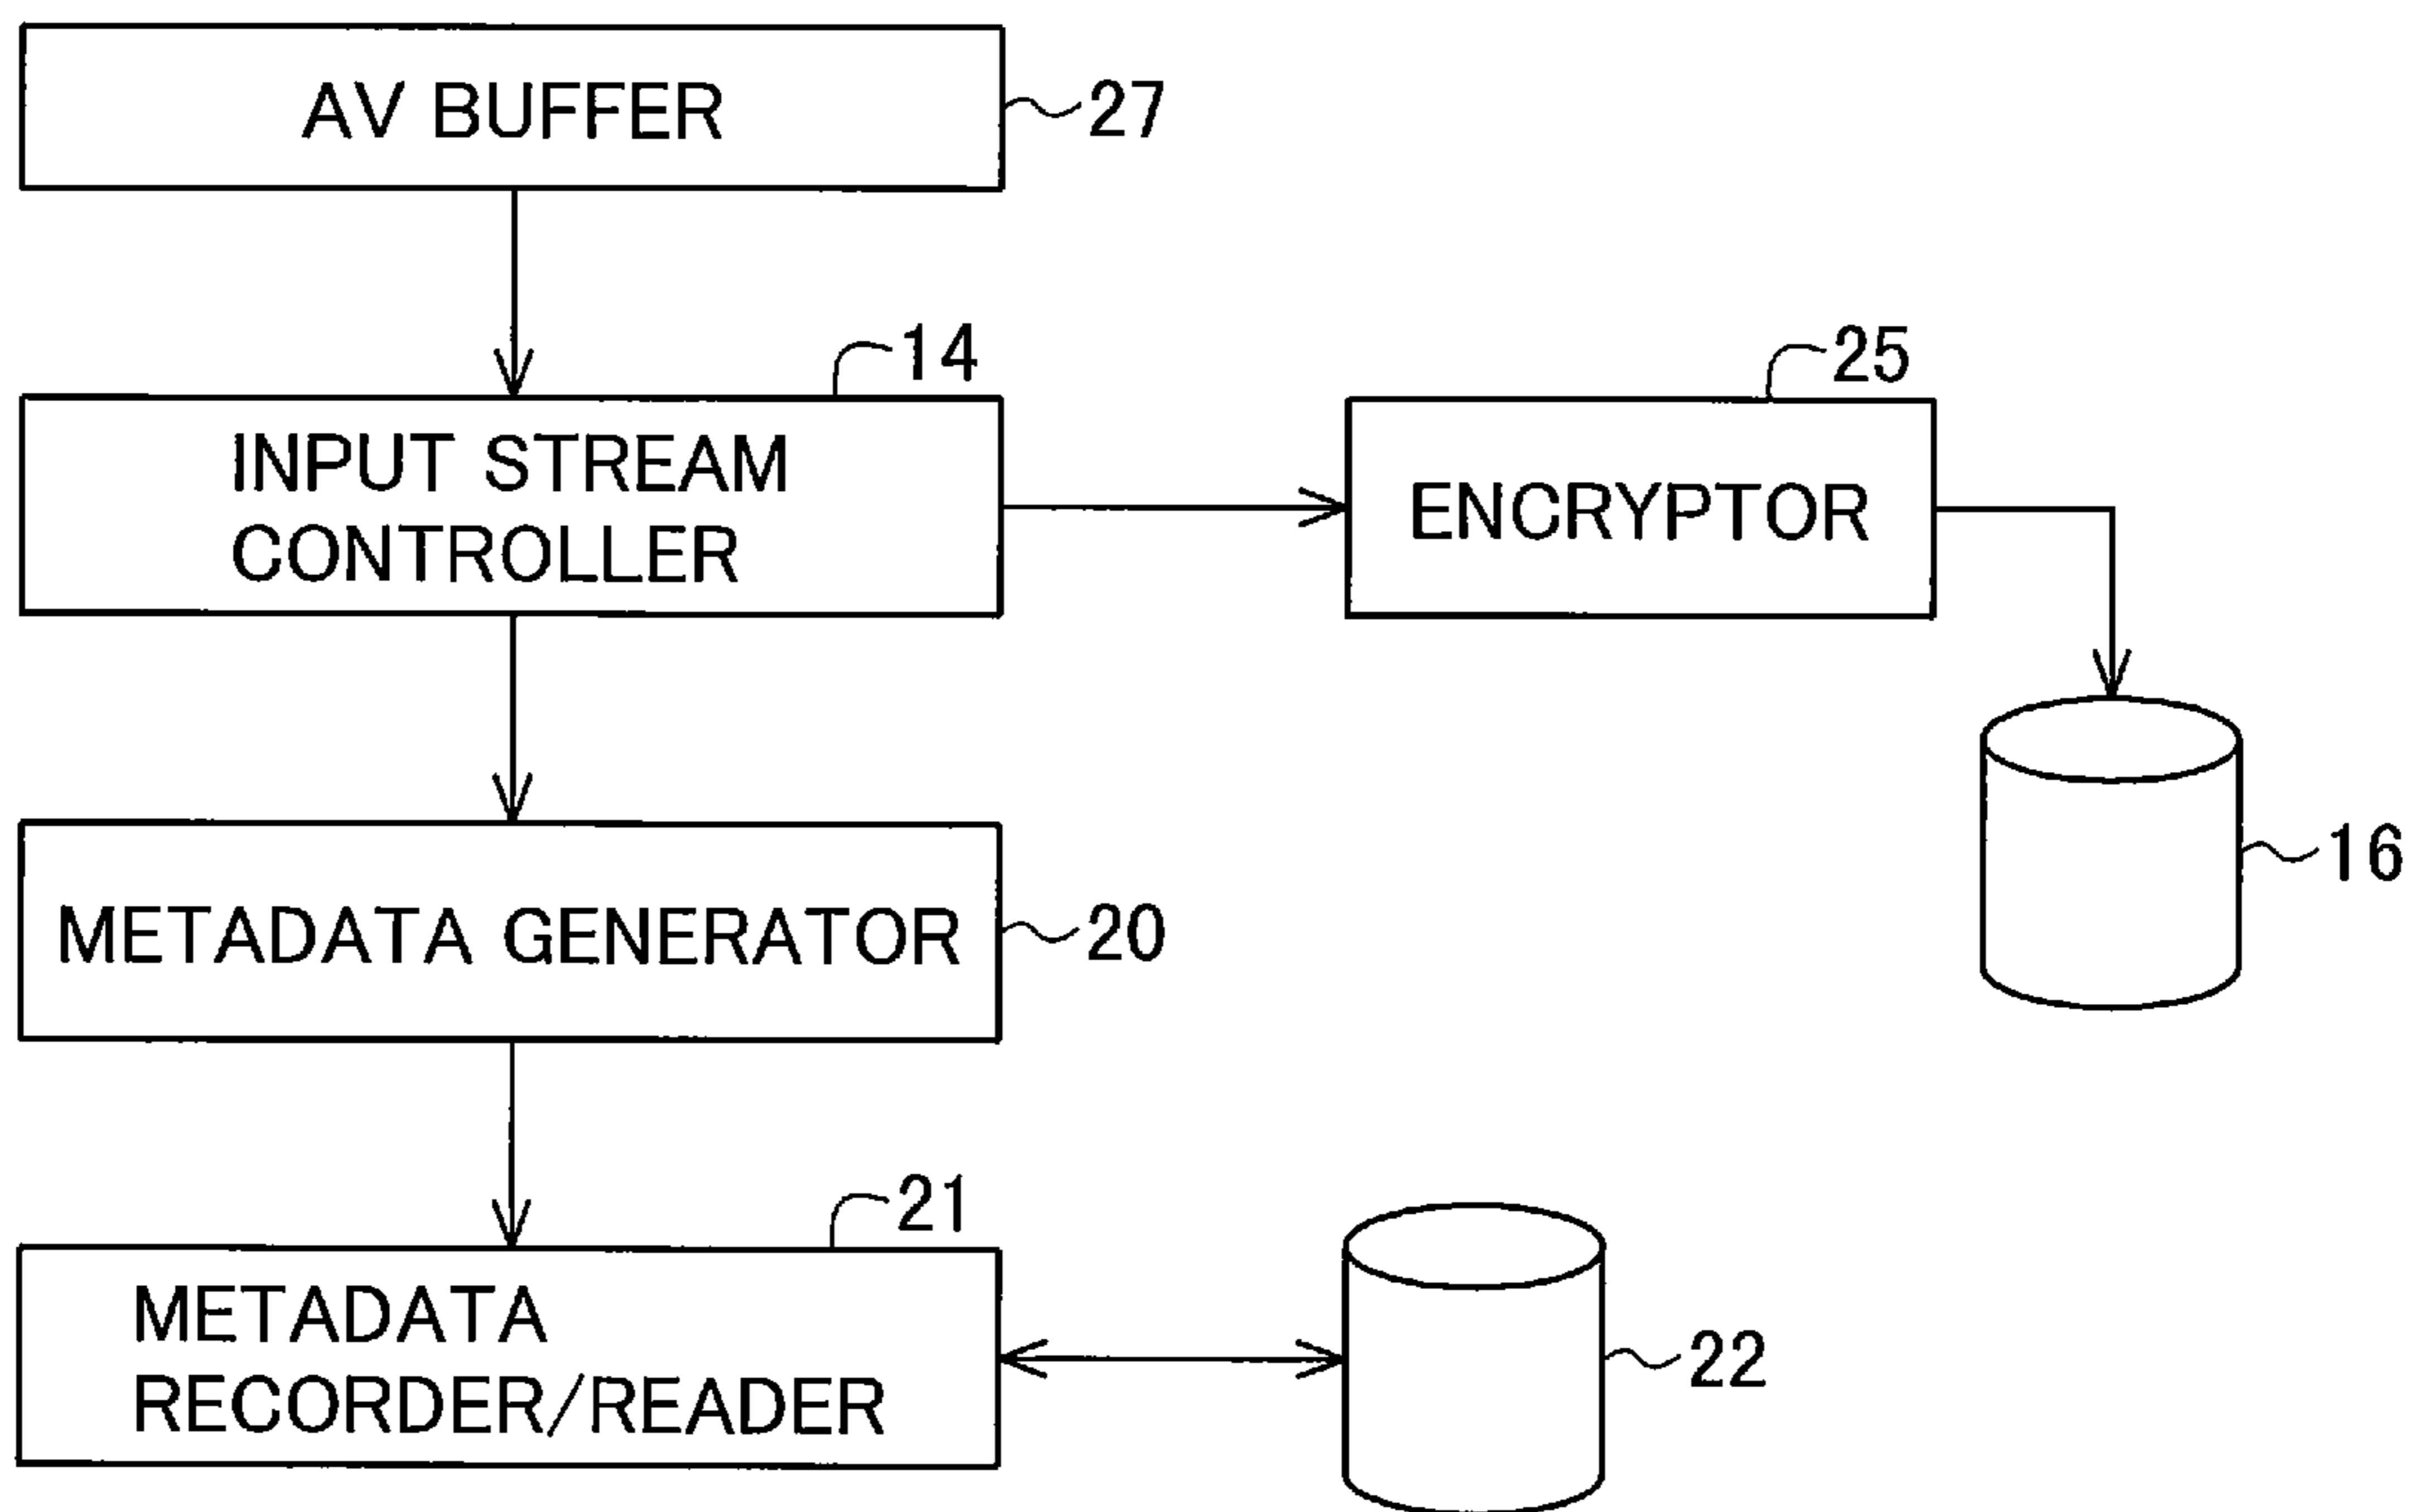 AV BUFFER
27
14
INPUT STREAM
CONTROLLER
25
ENCRYPTOR
16
METADATA GENERATOR
20
21
METADATA
RECORDER/READER
22